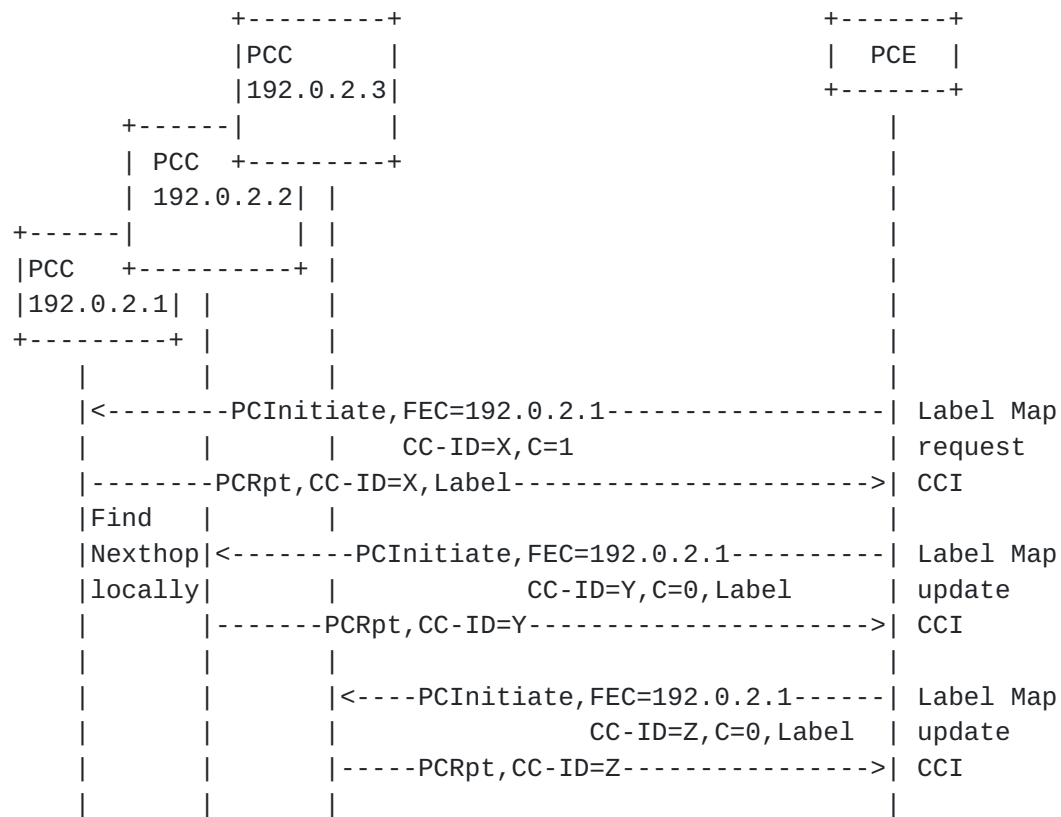 +---------+                             +-------+
|PCC      |                             |  PCE  |
|192.0.2.3|                             +-------+
+------|         |                                 |
| PCC  +---------+                                 |
| 192.0.2.2| |                                     |
+------|          | |                                     |
|PCC   +----------+ |                                     |
|192.0.2.1| |       |                                     |
+---------+ |       |                                     |
|       |       |                                     |
|<--------PCInitiate,FEC=192.0.2.1------------------| Label Map
|       |       |    CC-ID=X,C=1                      | request
|--------PCRpt,CC-ID=X,Label----------------------->| CCI
|Find   |       |                                     |
|Nexthop|<--------PCInitiate,FEC=192.0.2.1----------| Label Map
|locally|       |            CC-ID=Y,C=0,Label      | update
|       |-------PCRpt,CC-ID=Y---------------------->| CCI
|       |       |                                     |
|       |       |<----PCInitiate,FEC=192.0.2.1------| Label Map
|       |       |                CC-ID=Z,C=0,Label  | update
|       |       |-----PCRpt,CC-ID=Z---------------->| CCI
|       |       |                                     |